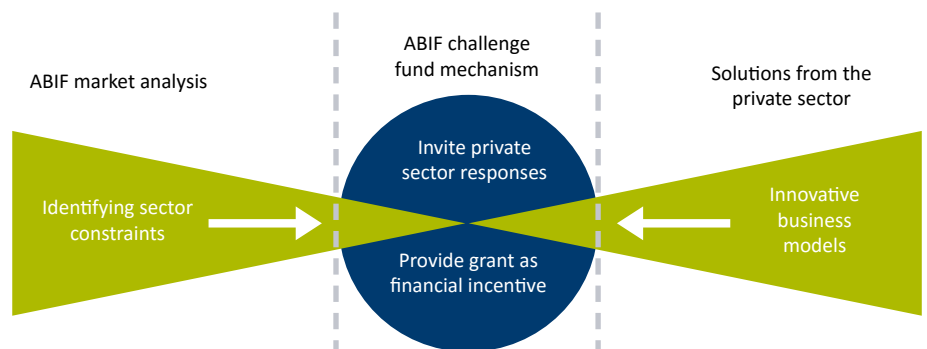 ABIF market analysis
ABIF challenge
fund mechanism
Solutions from the
private sector
Identifying sector
constraints
Invite private
sector responses
Provide grant as
financial incentive
Innovative
business
models